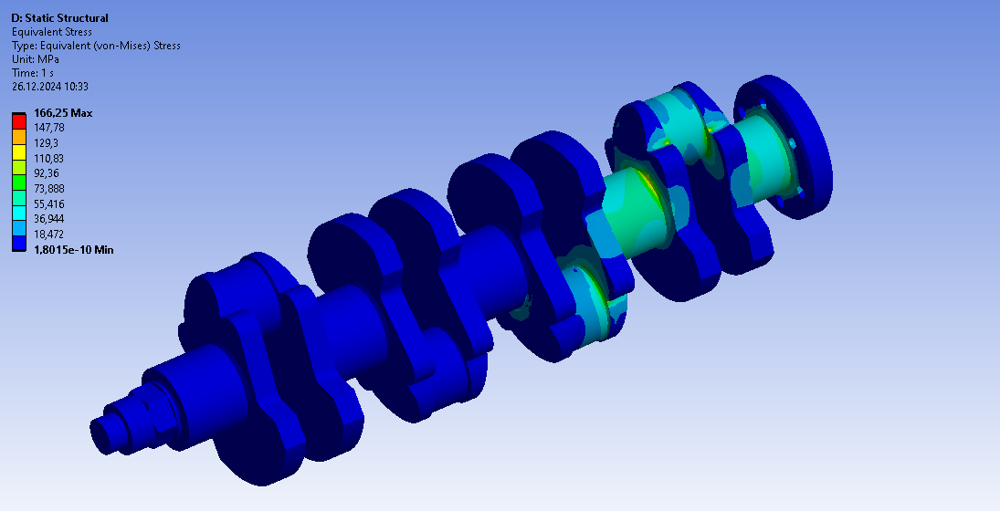 D: Static Structural
Equivalent Stress
Type: Equivalent (von-Mises) Stress
Unit: MPa
Time: 1 s
26.12.2024 10:33
166,25 Max
147,78
129,3
110,83
92,36
73,888
55,416
36,944
18,472
1,8015e-10 Min